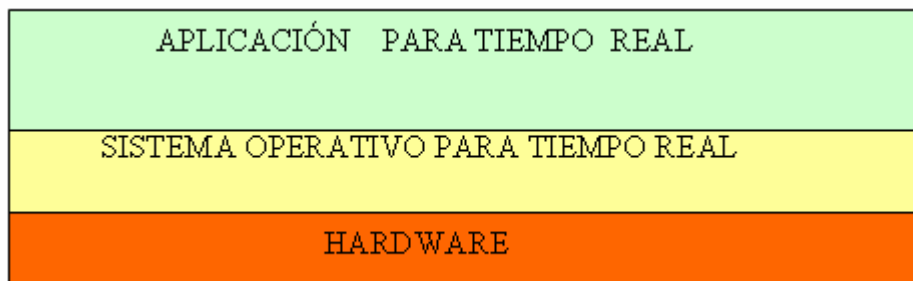 APLICACIÓN PARA TIEMPO REAL
SISTEMA OPERATIVO PARA TIEMPO REAL
HARDWARE